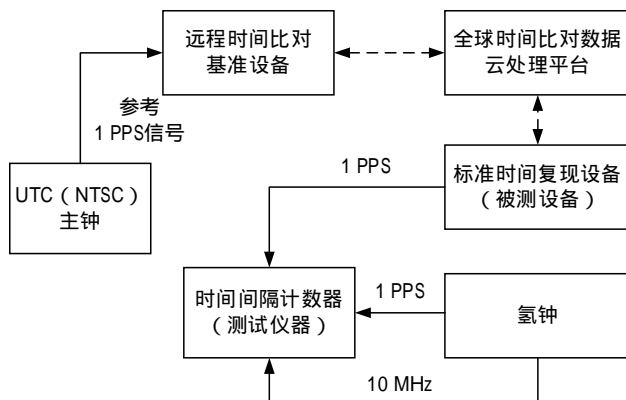 远程时间比对
基准设备
全球时间比对数据
云处理平台
参考
1 PPS信号
UTC（NTSC）
主钟
1 PPS
标准时间复现设备
（被测设备）
时间间隔计数器
（测试仪器）
1 PPS
氢钟
10 MHz